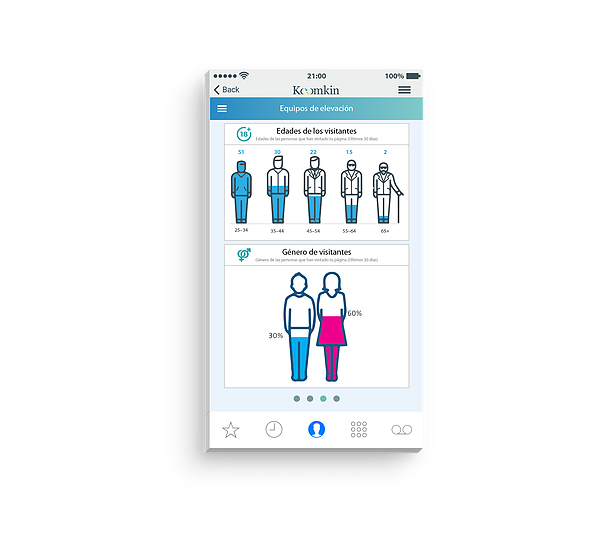 21:00
100%
Back
Koomkin
Equipos de elevación
18+
Edades de los visitantes
Edades de las personas que han visitado tu página (Últimos 30 días)
51 30 22 15 2
25–34 35–44 45–54 55–64 65+
Género de visitantes
Género de las personas que han visitado tu página (Últimos 30 días)
60%
30%